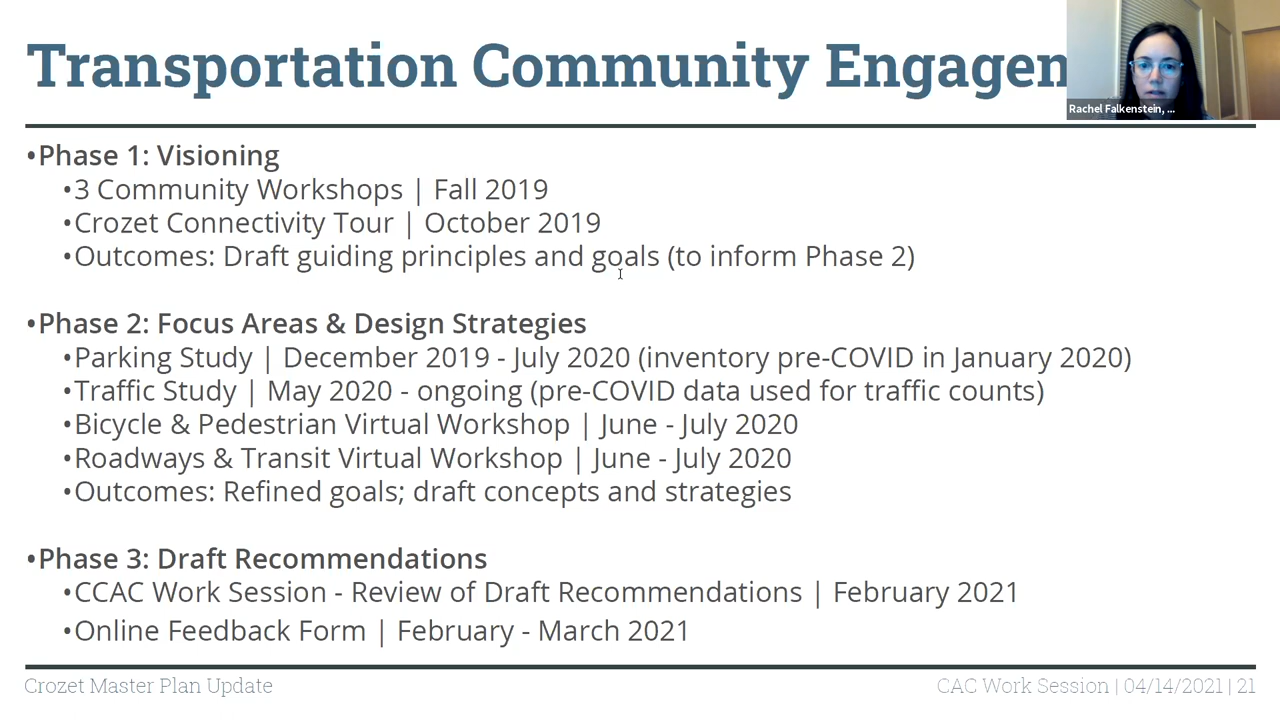 Transportation Community Engagem
Rachel Falkenstein, ...
•Phase 1: Visioning
•3 Community Workshops | Fall 2019
•Crozet Connectivity Tour | October 2019
•Outcomes: Draft guiding principles and goals (to inform Phase 2)
•Phase 2: Focus Areas & Design Strategies
•Parking Study | December 2019 - July 2020 (inventory pre-COVID in January 2020)
•Traffic Study | May 2020 - ongoing (pre-COVID data used for traffic counts)
•Bicycle & Pedestrian Virtual Workshop | June - July 2020
•Roadways & Transit Virtual Workshop | June - July 2020
•Outcomes: Refined goals; draft concepts and strategies
•Phase 3: Draft Recommendations
•CCAC Work Session - Review of Draft Recommendations | February 2021
•Online Feedback Form | February - March 2021
Crozet Master Plan Update
CAC Work Session | 04/14/2021 | 21